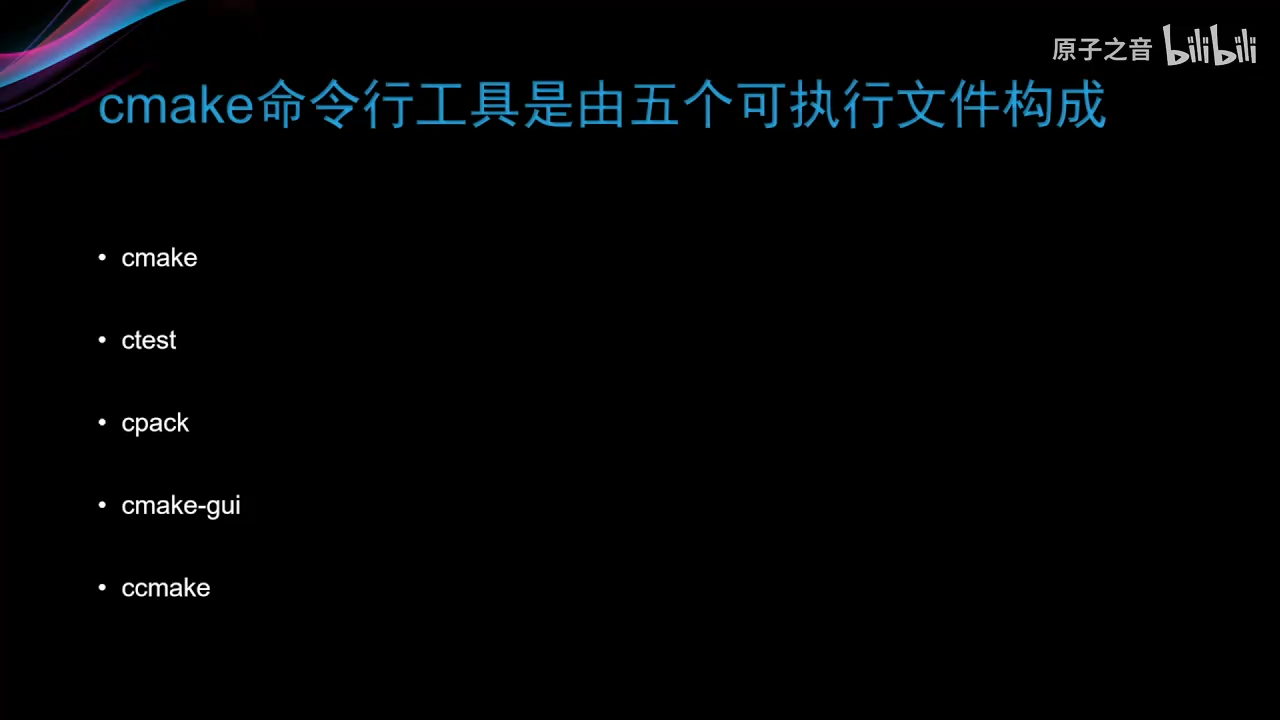 原子之音 bilibili
cmake命令行工具是由五个可执行文件构成
• cmake
• ctest
• cpack
• cmake-gui
• ccmake